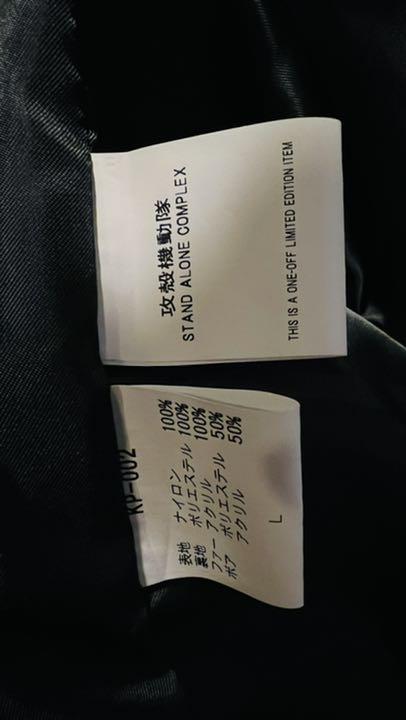 攻殻機動隊
STAND ALONE COMPLEX
THIS IS A ONE-OFF LIMITED EDITION ITEM
KP-002
表地 ナイロン 100%
裏地 ポリエステル 100%
ファー アクリル 100%
ボア ポリエステル 50%
アクリル 50%
L